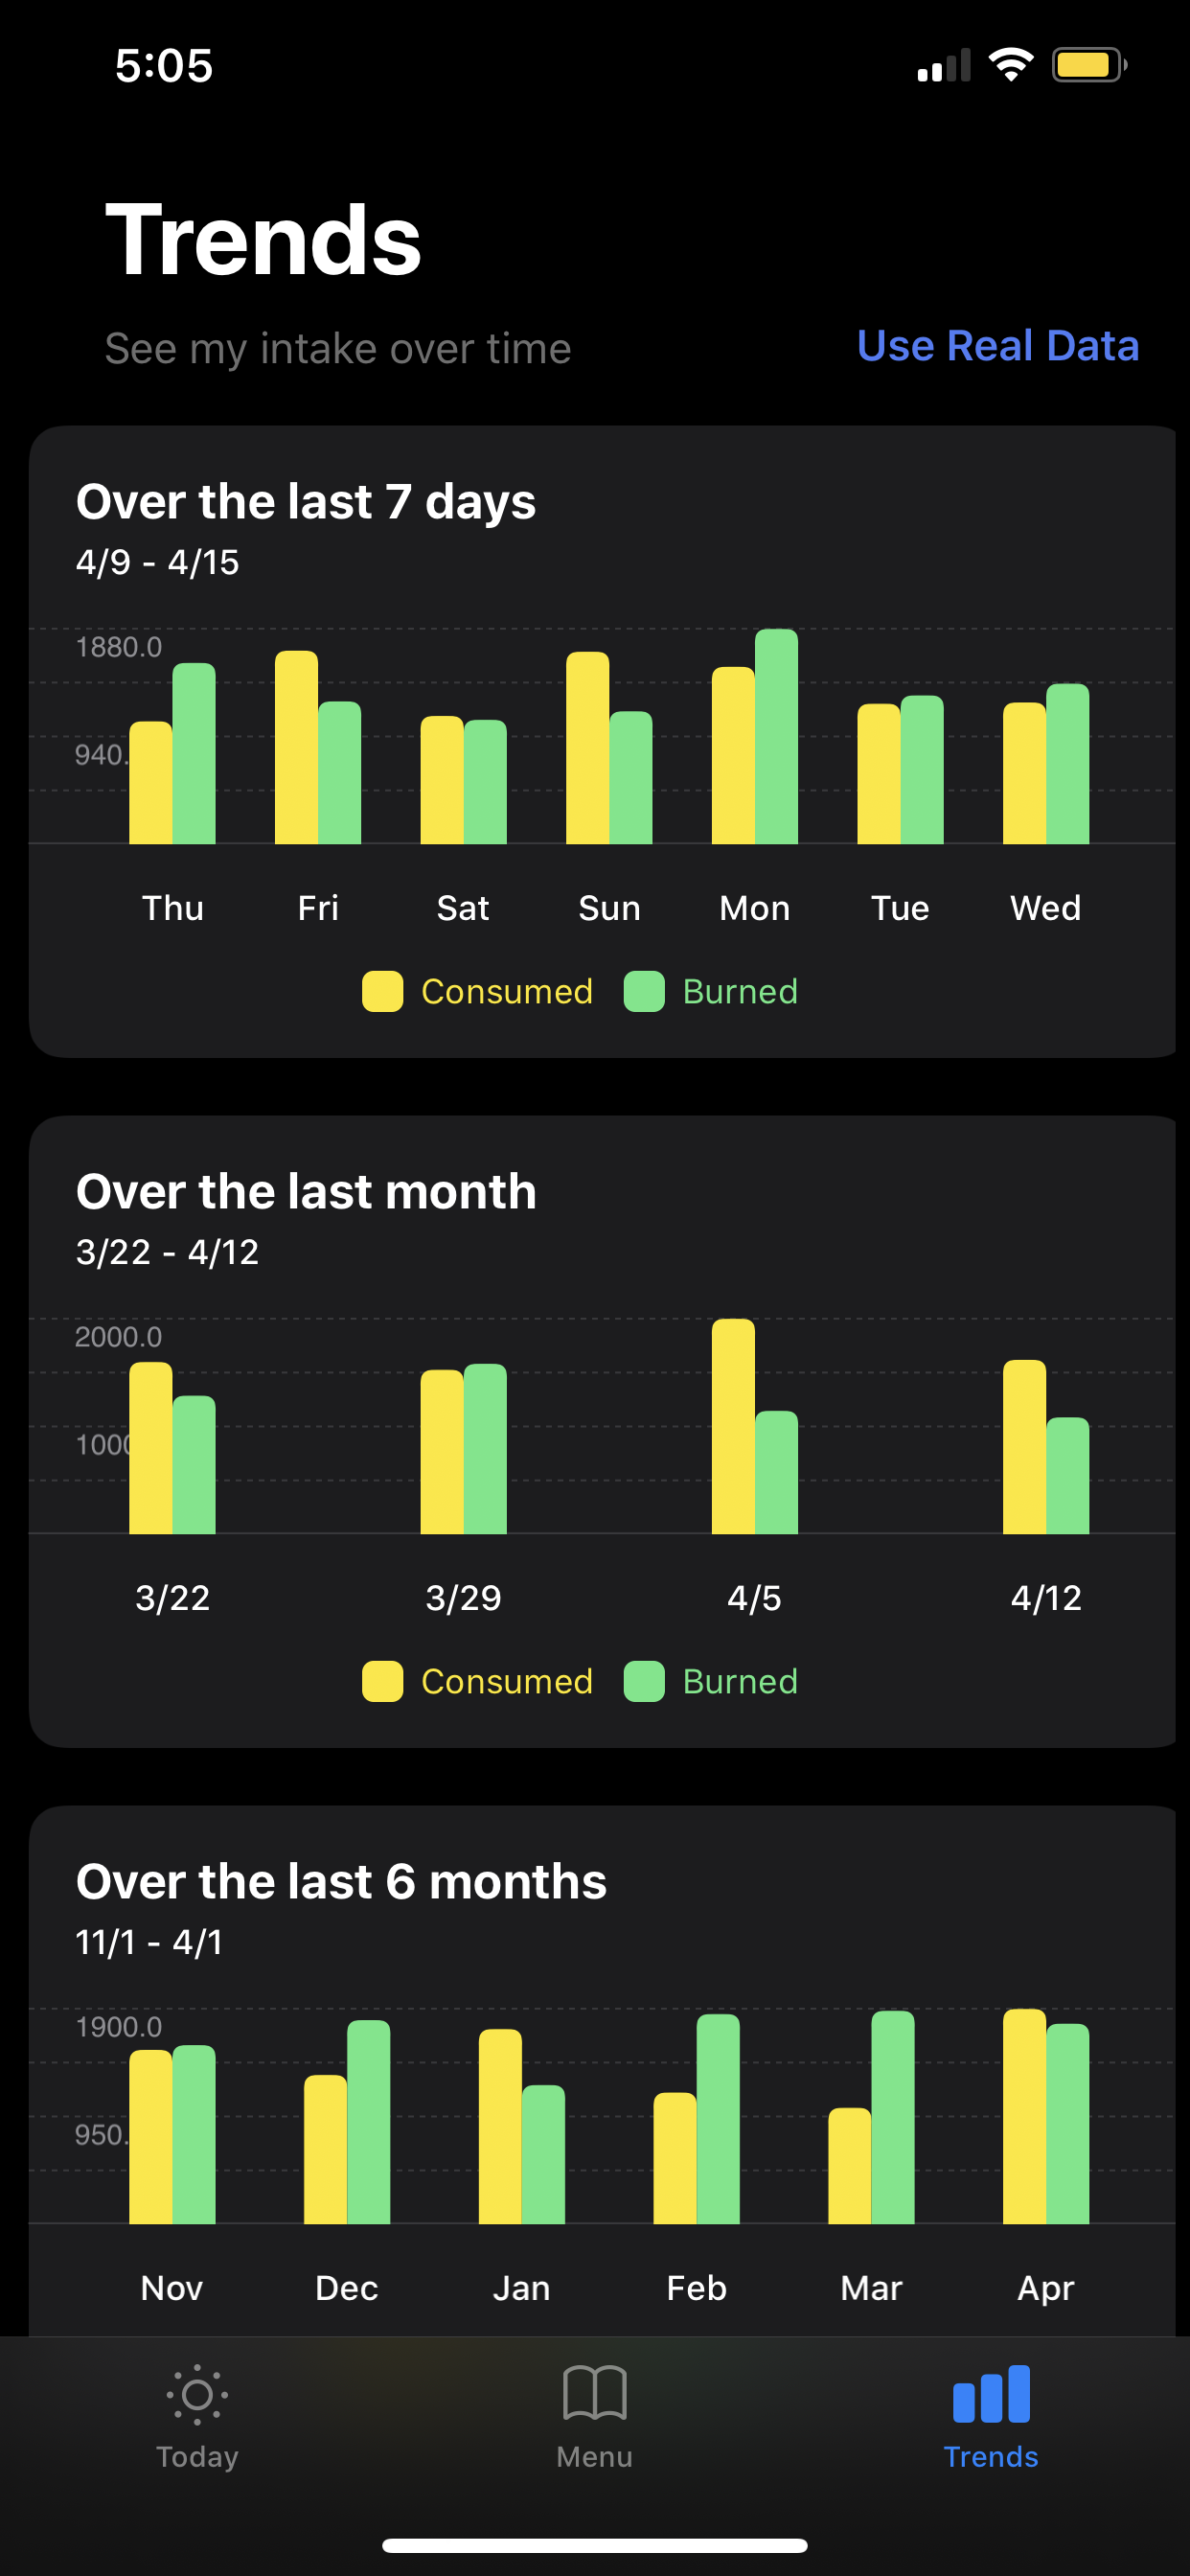 5:05
Trends
See my intake over time
Use Real Data
Over the last 7 days
4/9 - 4/15
1880.0
940.
Thu Fri Sat Sun Mon Tue Wed
Consumed Burned
Over the last month
3/22 - 4/12
2000.0
1000
3/22 3/29 4/5 4/12
Consumed Burned
Over the last 6 months
11/1 - 4/1
1900.0
950.
Nov Dec Jan Feb Mar Apr
Today Menu Trends